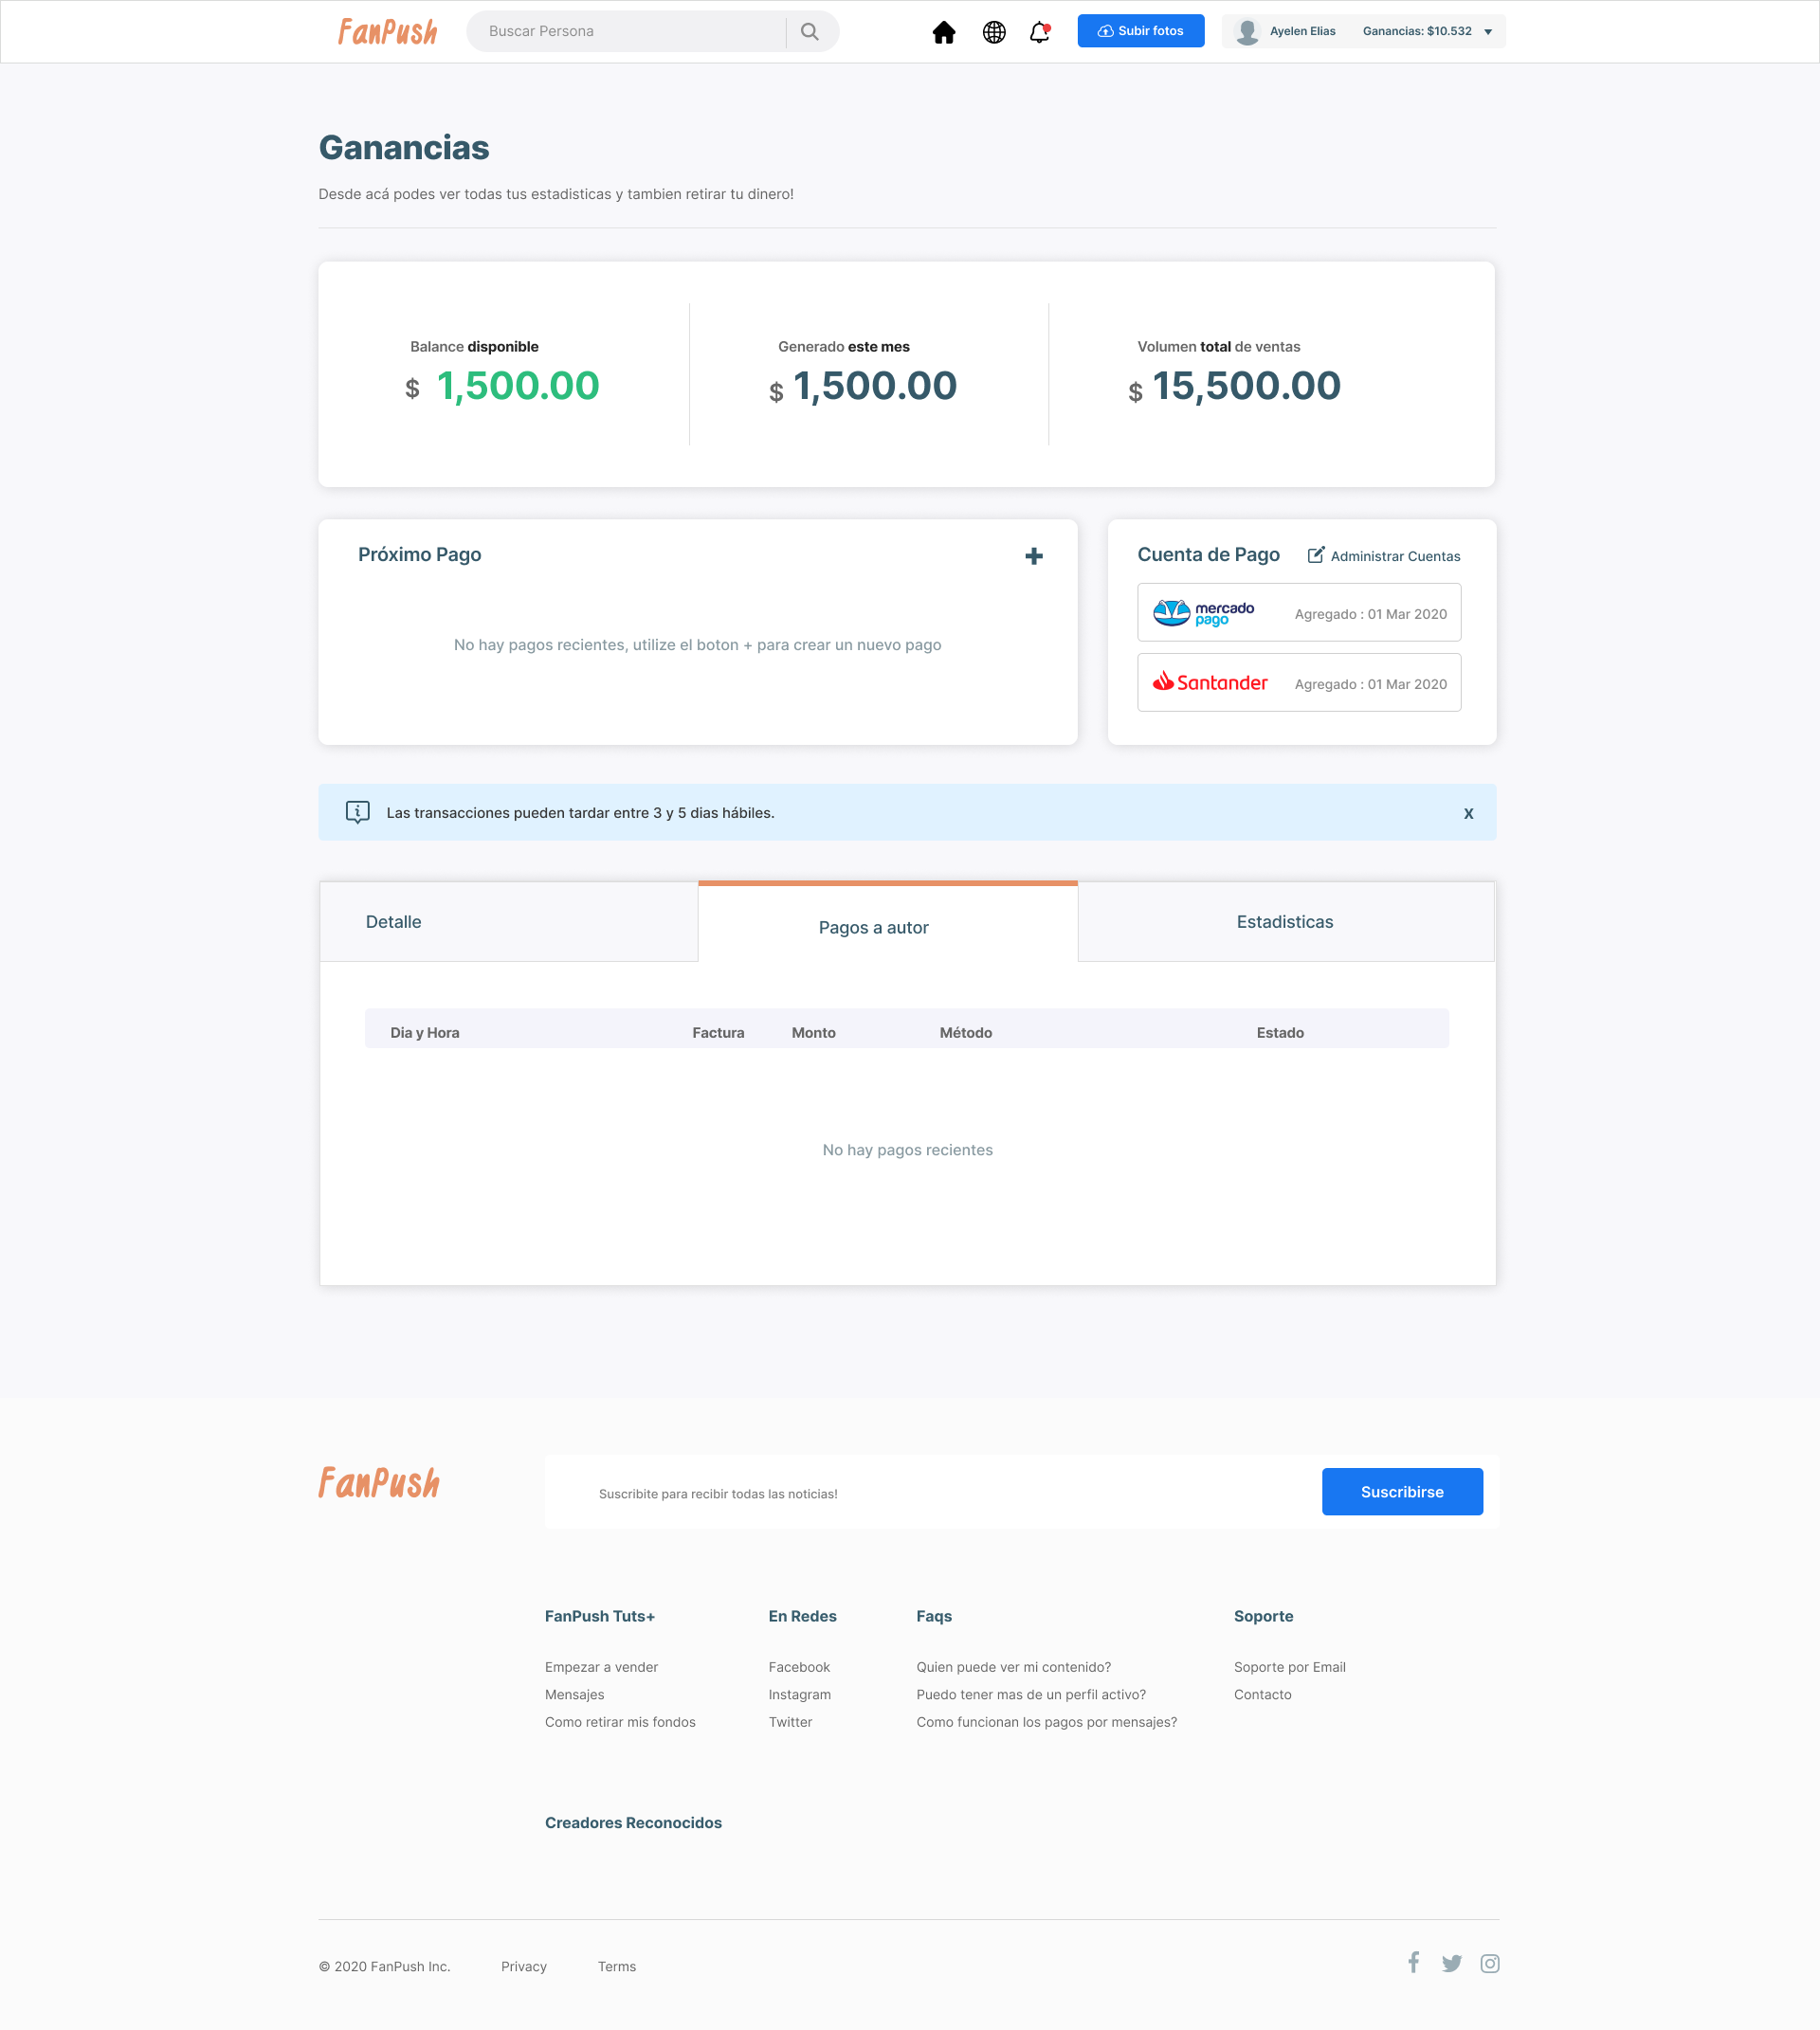 FanPush
Buscar Persona
Subir fotos
Ayelen Elias
Ganancias: $10.532
Ganancias
Desde acá podes ver todas tus estadisticas y tambien retirar tu dinero!
Balance disponible
$ 1,500.00
Generado este mes
$ 1,500.00
Volumen total de ventas
$ 15,500.00
Próximo Pago
No hay pagos recientes, utilize el boton + para crear un nuevo pago
Cuenta de Pago
Administrar Cuentas
mercado
pago
Agregado : 01 Mar 2020
Santander
Agregado : 01 Mar 2020
Las transacciones pueden tardar entre 3 y 5 dias hábiles.
X
Detalle
Pagos a autor
Estadisticas
Dia y Hora
Factura
Monto
Método
Estado
No hay pagos recientes
FanPush
Suscribite para recibir todas las noticias!
Suscribirse
FanPush Tuts+
Empezar a vender
Mensajes
Como retirar mis fondos
En Redes
Facebook
Instagram
Twitter
Faqs
Quien puede ver mi contenido?
Puedo tener mas de un perfil activo?
Como funcionan los pagos por mensajes?
Soporte
Soporte por Email
Contacto
Creadores Reconocidos
© 2020 FanPush Inc.
Privacy
Terms